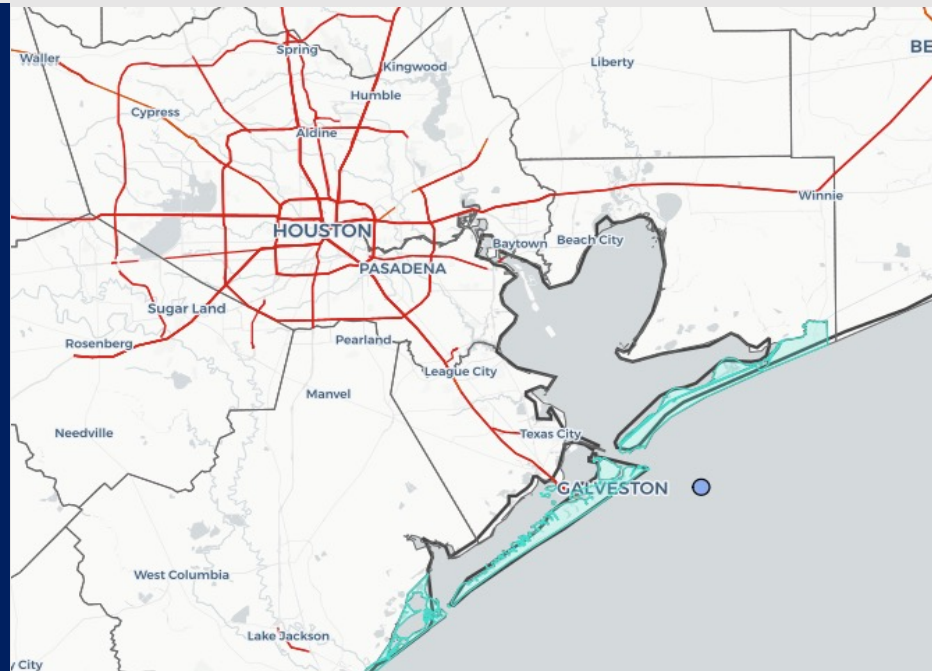 Spring
BE
Waller
Liberty
Kingwood
Humble
Cypress
Aldine
Winnie
HOUSTON
Baytown
Beach City
PASADENA
Sugar Land
Rosenberg
Pearland
League City
Manvel
Needville
Texas City
GALVESTON
West Columbia
Lake Jackson
y City